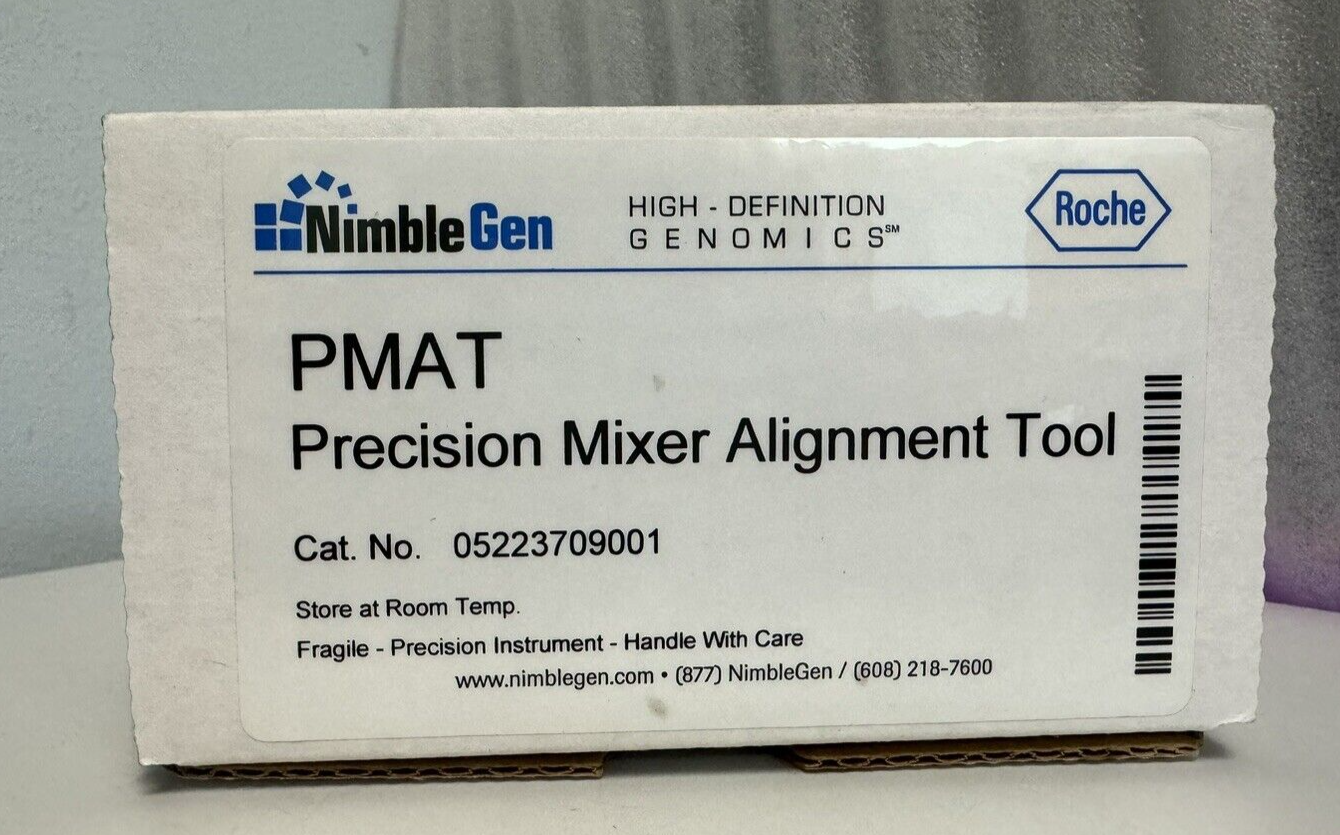 NimbleGen
HIGH - DEFINITION
GENOMICS℠
Roche
PMAT
Precision Mixer Alignment Tool
Cat. No. 05223709001
Store at Room Temp.
Fragile - Precision Instrument - Handle With Care
www.nimblegen.com • (877) NimbleGen / (608) 218-7600